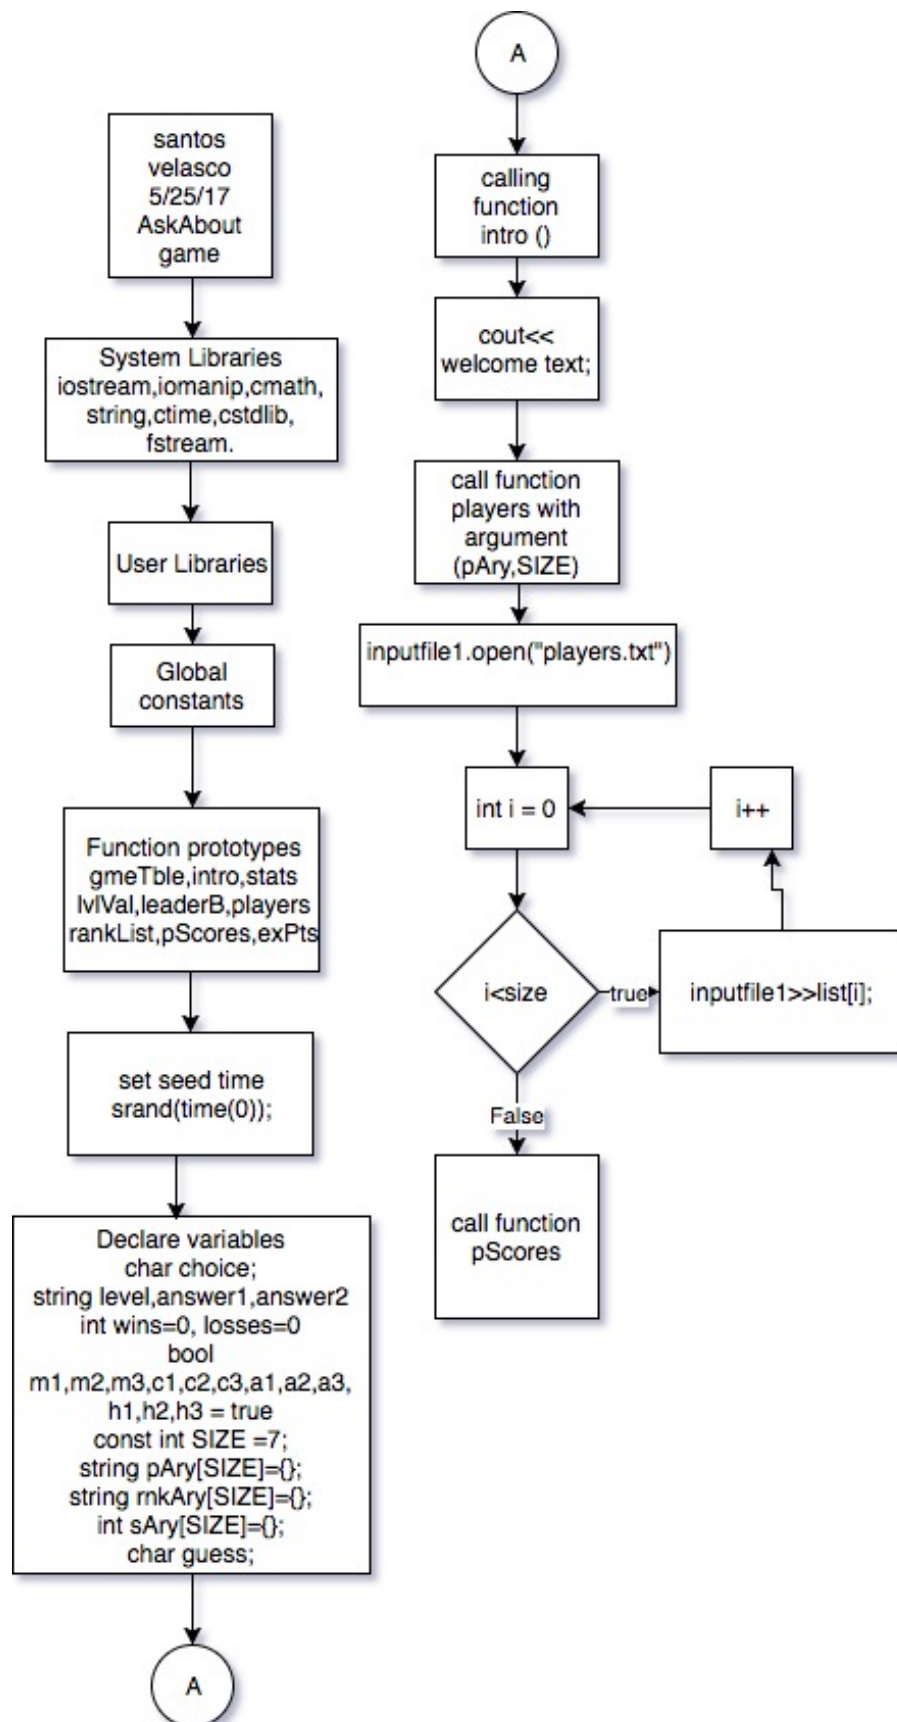 santos
velasco
5/25/17
AskAbout
game
System Libraries
iostream,iomanip,cmath,
string,ctime,cstdlib,
fstream.
User Libraries
Global
constants
Function prototypes
gmeTble,intro,stats
lvlVal,leaderB,players
rankList,pScores,exPts
set seed time
srand(time(0));
Declare variables
char choice;
string level,answer1,answer2
int wins=0, losses=0
bool
m1,m2,m3,c1,c2,c3,a1,a2,a3,
h1,h2,h3 = true
const int SIZE =7;
string pAry[SIZE]={};
string rnkAry[SIZE]={};
int sAry[SIZE]={};
char guess;
A
A
calling
function
intro ()
cout<<
welcome text;
call function
players with
argument
(pAry,SIZE)
inputfile1.open("players.txt")
int i = 0
i++
i<size
true
inputfile1>>list[i];
False
call function
pScores